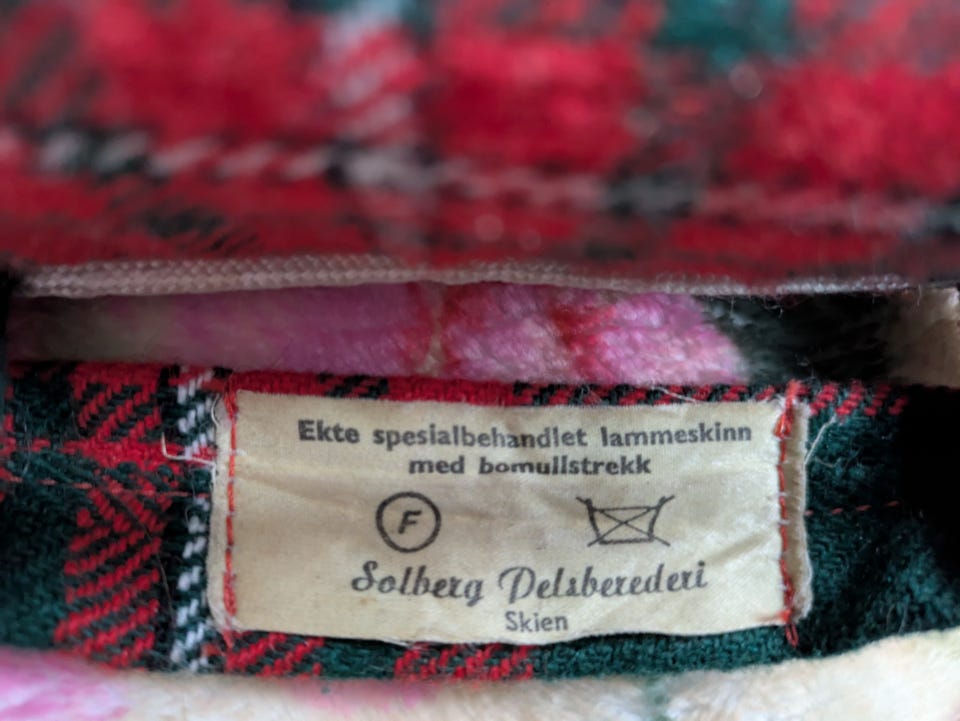 Ekte spesialbehandlet lammeskinn
med bomullstrekk
F
Solberg Pelsberederi
Skien